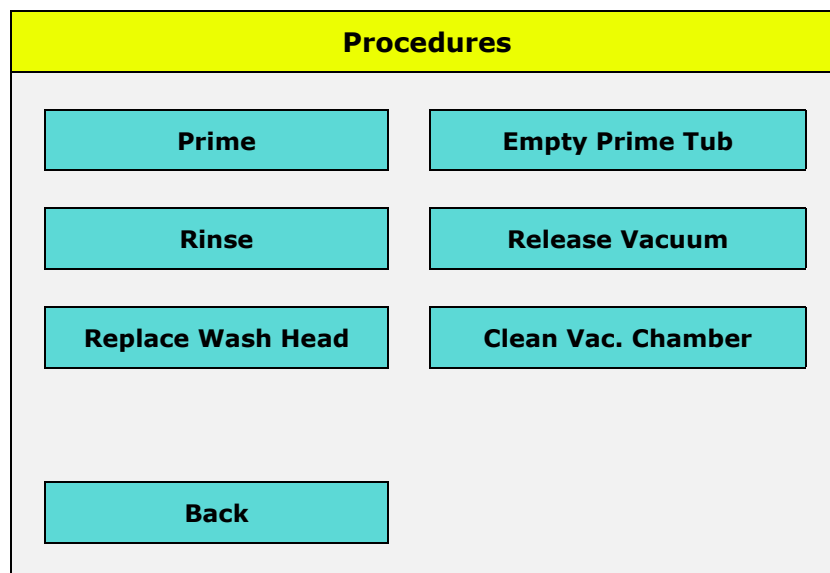 Procedures
Prime
Empty Prime Tub
Rinse
Release Vacuum
Replace Wash Head
Clean Vac. Chamber
Back